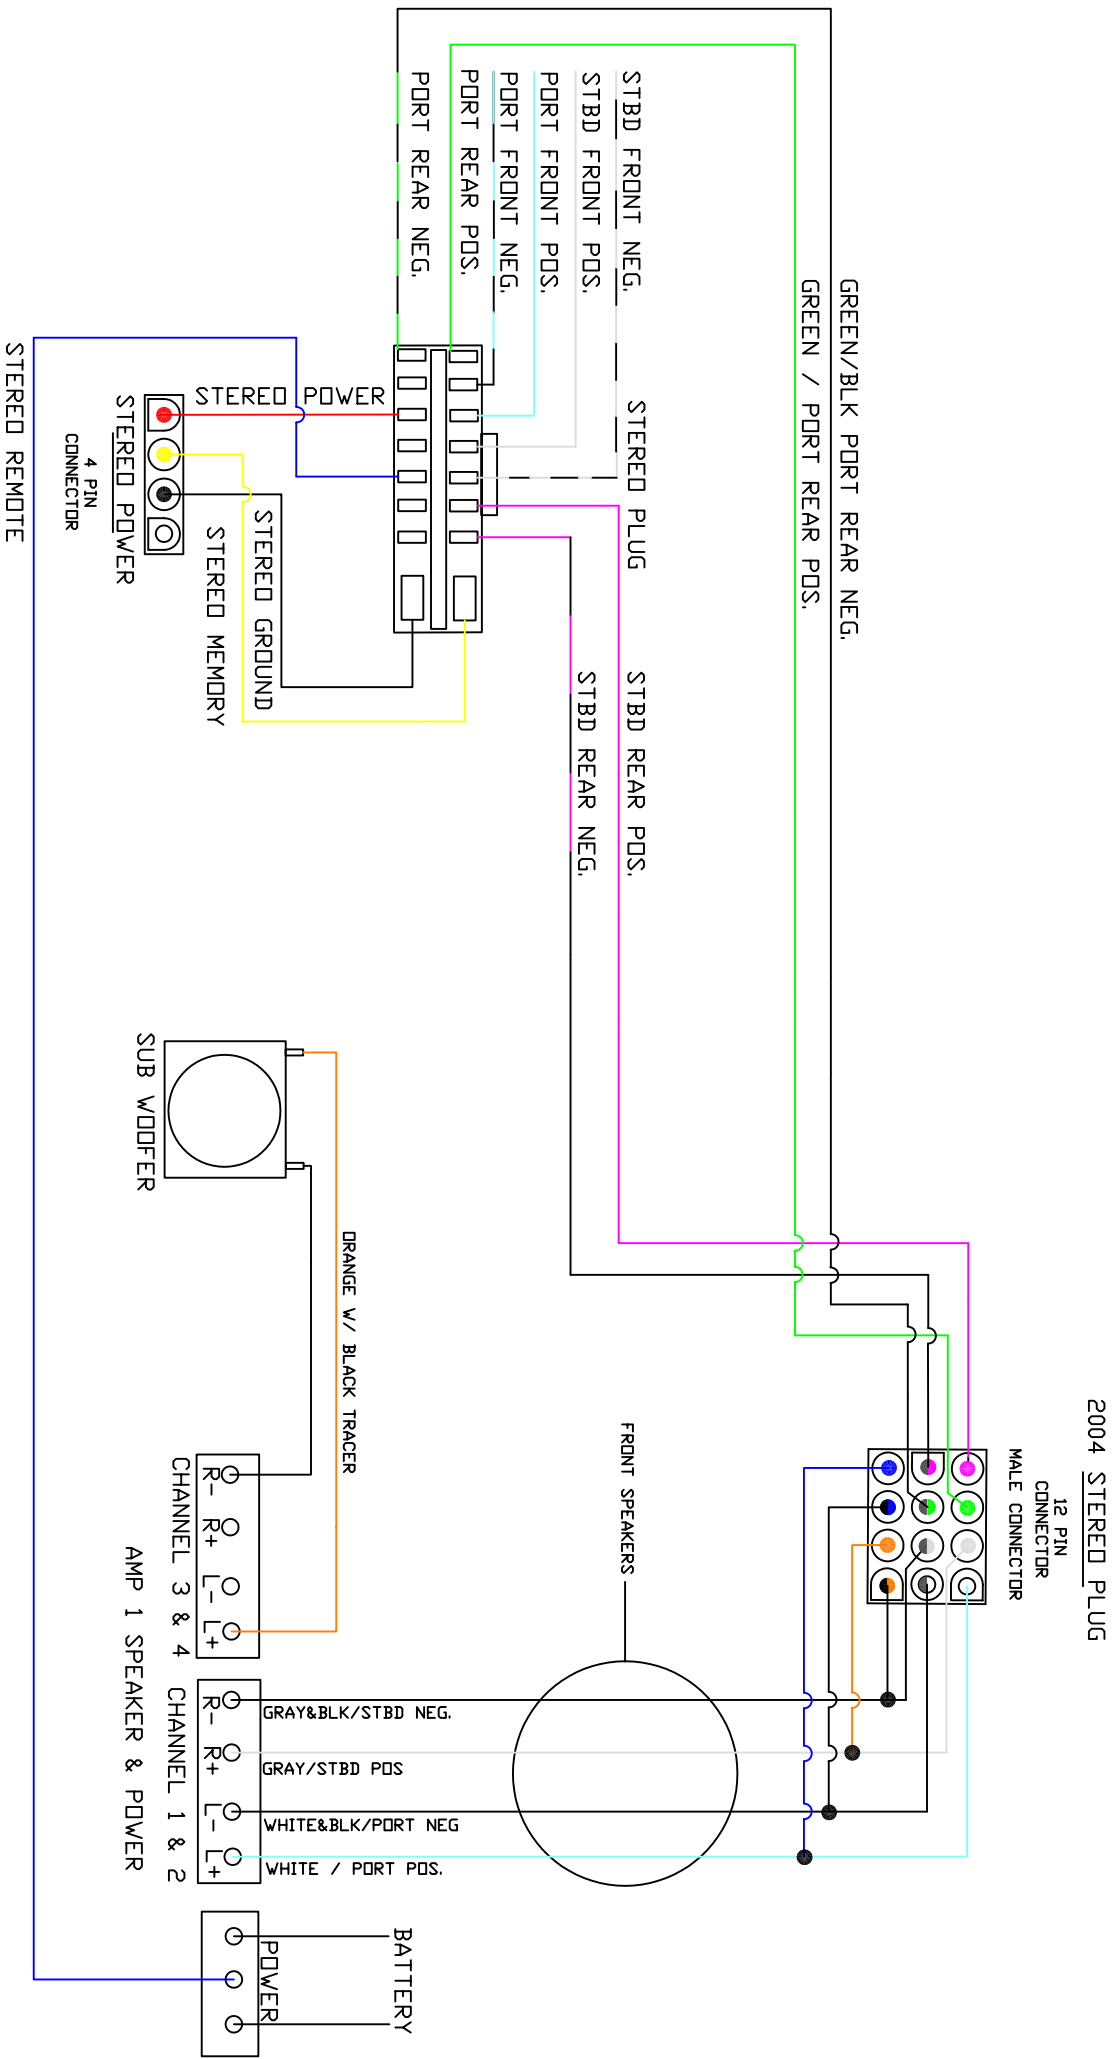 2004 STEREO PLUG
12 PIN
CONNECTOR
MALE CONNECTOR
GREEN/BLK PORT REAR NEG.
GREEN / PORT REAR POS.
STBD FRONT NEG.
STBD FRONT POS.
PORT FRONT POS.
PORT FRONT NEG.
PORT REAR POS.
PORT REAR NEG.
STEREO PLUG
STBD REAR POS.
STBD REAR NEG.
STEREO POWER
STEREO GROUND
STEREO MEMORY
STEREO POWER
4 PIN
CONNECTOR
STEREO REMOTE
SUB WOOFER
ORANGE W/ BLACK TRACER
FRONT SPEAKERS
R- R+ L- L+
CHANNEL 3 & 4
R- R+ L- L+
CHANNEL 1 & 2
AMP 1 SPEAKER & POWER
GRAY&BLK/STBD NEG.
GRAY/STBD POS
WHITE&BLK/PORT NEG
WHITE / PORT POS.
BATTERY
POWER